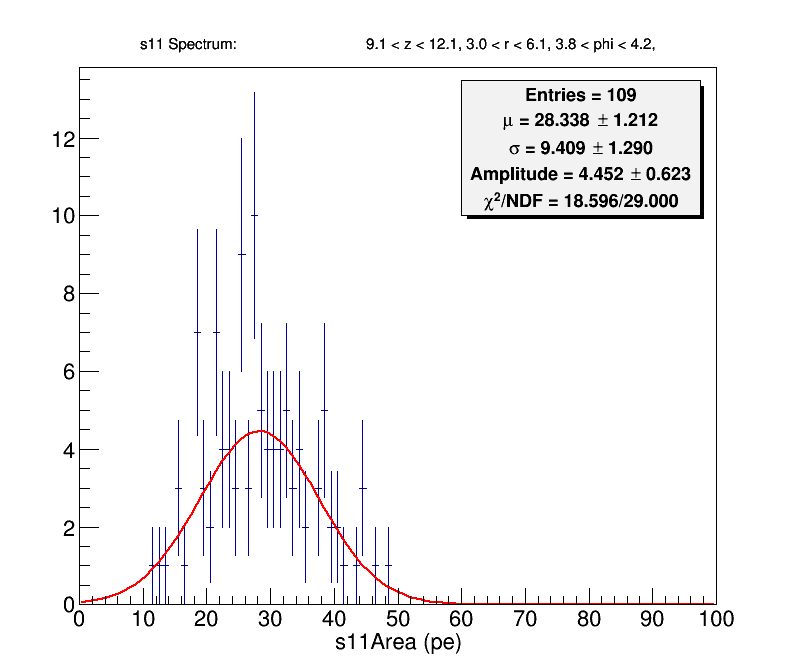 s11 Spectrum: 9.1 < z < 12.1, 3.0 < r < 6.1, 3.8 < phi < 4.2,
Entries = 109
μ = 28.338 ± 1.212
σ = 9.409 ± 1.290
Amplitude = 4.452 ± 0.623
χ²/NDF = 18.596/29.000
12
10
8
6
4
2
0
0 10 20 30 40 50 60 70 80 90 100
s11Area (pe)